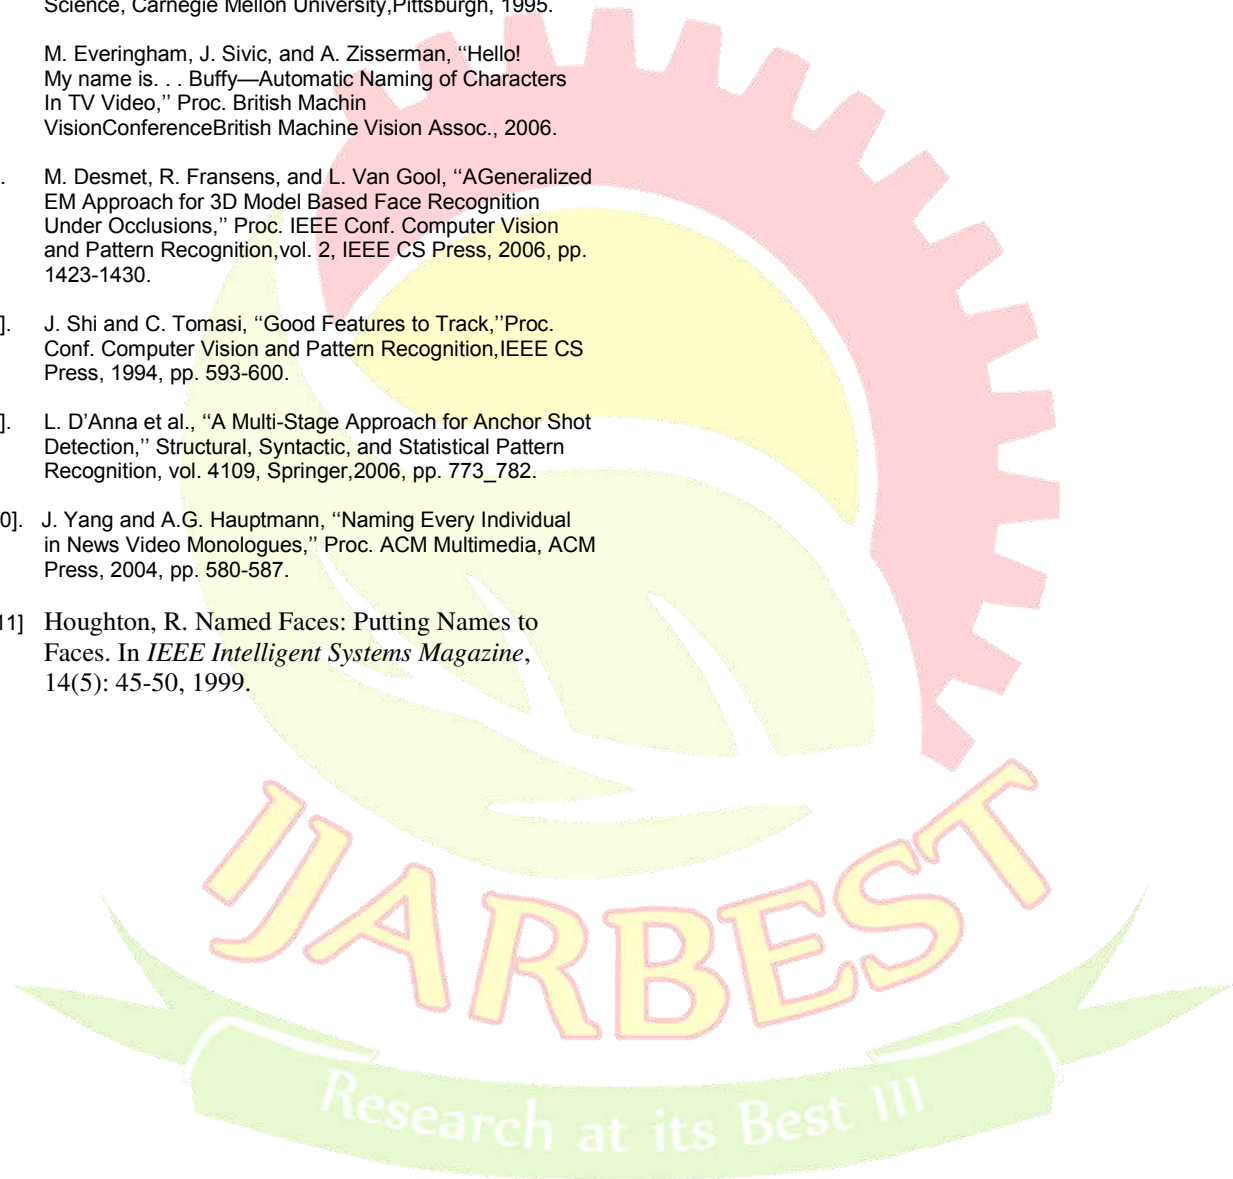 Science, Carnegie Mellon University,Pittsburgh, 1995.
M. Everingham, J. Sivic, and A. Zisserman, ‘‘Hello!
My name is. . . Buffy—Automatic Naming of Characters
In TV Video,’’ Proc. British Machin
VisionConferenceBritish Machine Vision Assoc., 2006.
. M. Desmet, R. Fransens, and L. Van Gool, ‘‘AGeneralized
EM Approach for 3D Model Based Face Recognition
Under Occlusions,’’ Proc. IEEE Conf. Computer Vision
and Pattern Recognition,vol. 2, IEEE CS Press, 2006, pp.
1423-1430.
]. J. Shi and C. Tomasi, ‘‘Good Features to Track,’’Proc.
Conf. Computer Vision and Pattern Recognition,IEEE CS
Press, 1994, pp. 593-600.
]. L. D’Anna et al., ‘‘A Multi-Stage Approach for Anchor Shot
Detection,’’ Structural, Syntactic, and Statistical Pattern
Recognition, vol. 4109, Springer,2006, pp. 773_782.
0]. J. Yang and A.G. Hauptmann, ‘‘Naming Every Individual
in News Video Monologues,’’ Proc. ACM Multimedia, ACM
Press, 2004, pp. 580-587.
11] Houghton, R. Named Faces: Putting Names to
Faces. In IEEE Intelligent Systems Magazine,
14(5): 45-50, 1999.
IJARBEST
Research at its Best !!!